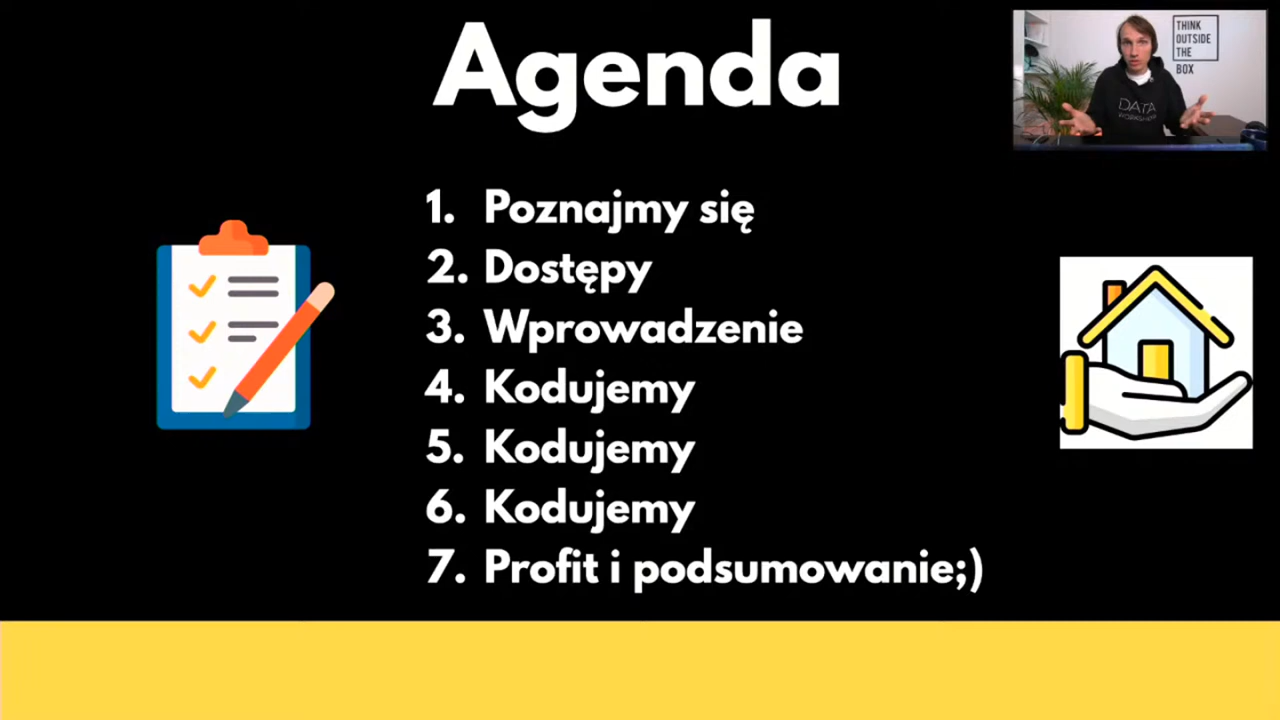 Agenda
THINK
OUTSIDE
THE
BOX
DATA
WORKSHOP
1. Poznajmy się
2. Dostępy
3. Wprowadzenie
4. Kodujemy
5. Kodujemy
6. Kodujemy
7. Profit i podsumowanie;)